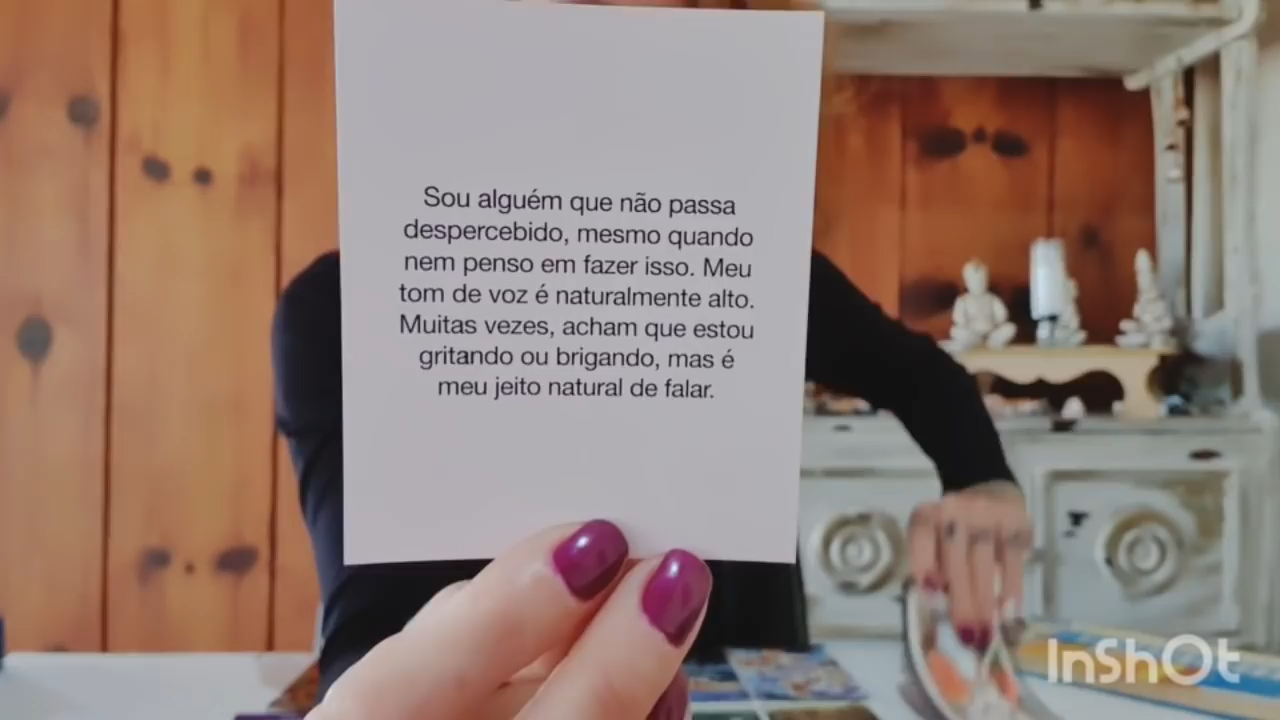 Sou alguém que não passa
despercebido, mesmo quando
nem penso em fazer isso. Meu
tom de voz é naturalmente alto.
Muitas vezes, acham que estou
gritando ou brigando, mas é
meu jeito natural de falar.
InShOt